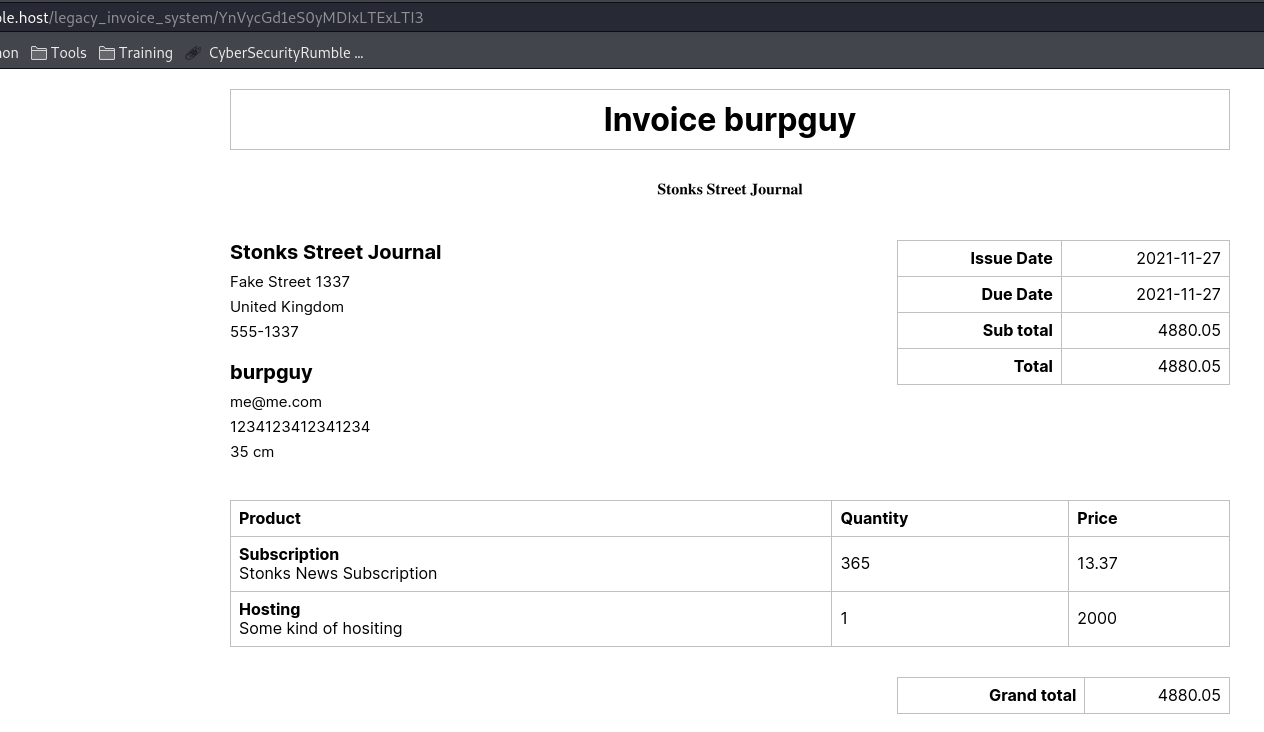 ole.host/legacy_invoice_system/YnVycGd1eS0yMDIxLTExLTI3
on Tools Training CyberSecurityRumble ...
Invoice burpguy
Stonks Street Journal
Stonks Street Journal
Fake Street 1337
United Kingdom
555-1337
Issue Date 2021-11-27
Due Date 2021-11-27
Sub total 4880.05
Total 4880.05
burpguy
me@me.com
1234123412341234
35 cm
Product Quantity Price
Subscription
Stonks News Subscription 365 13.37
Hosting
Some kind of hositing 1 2000
Grand total 4880.05